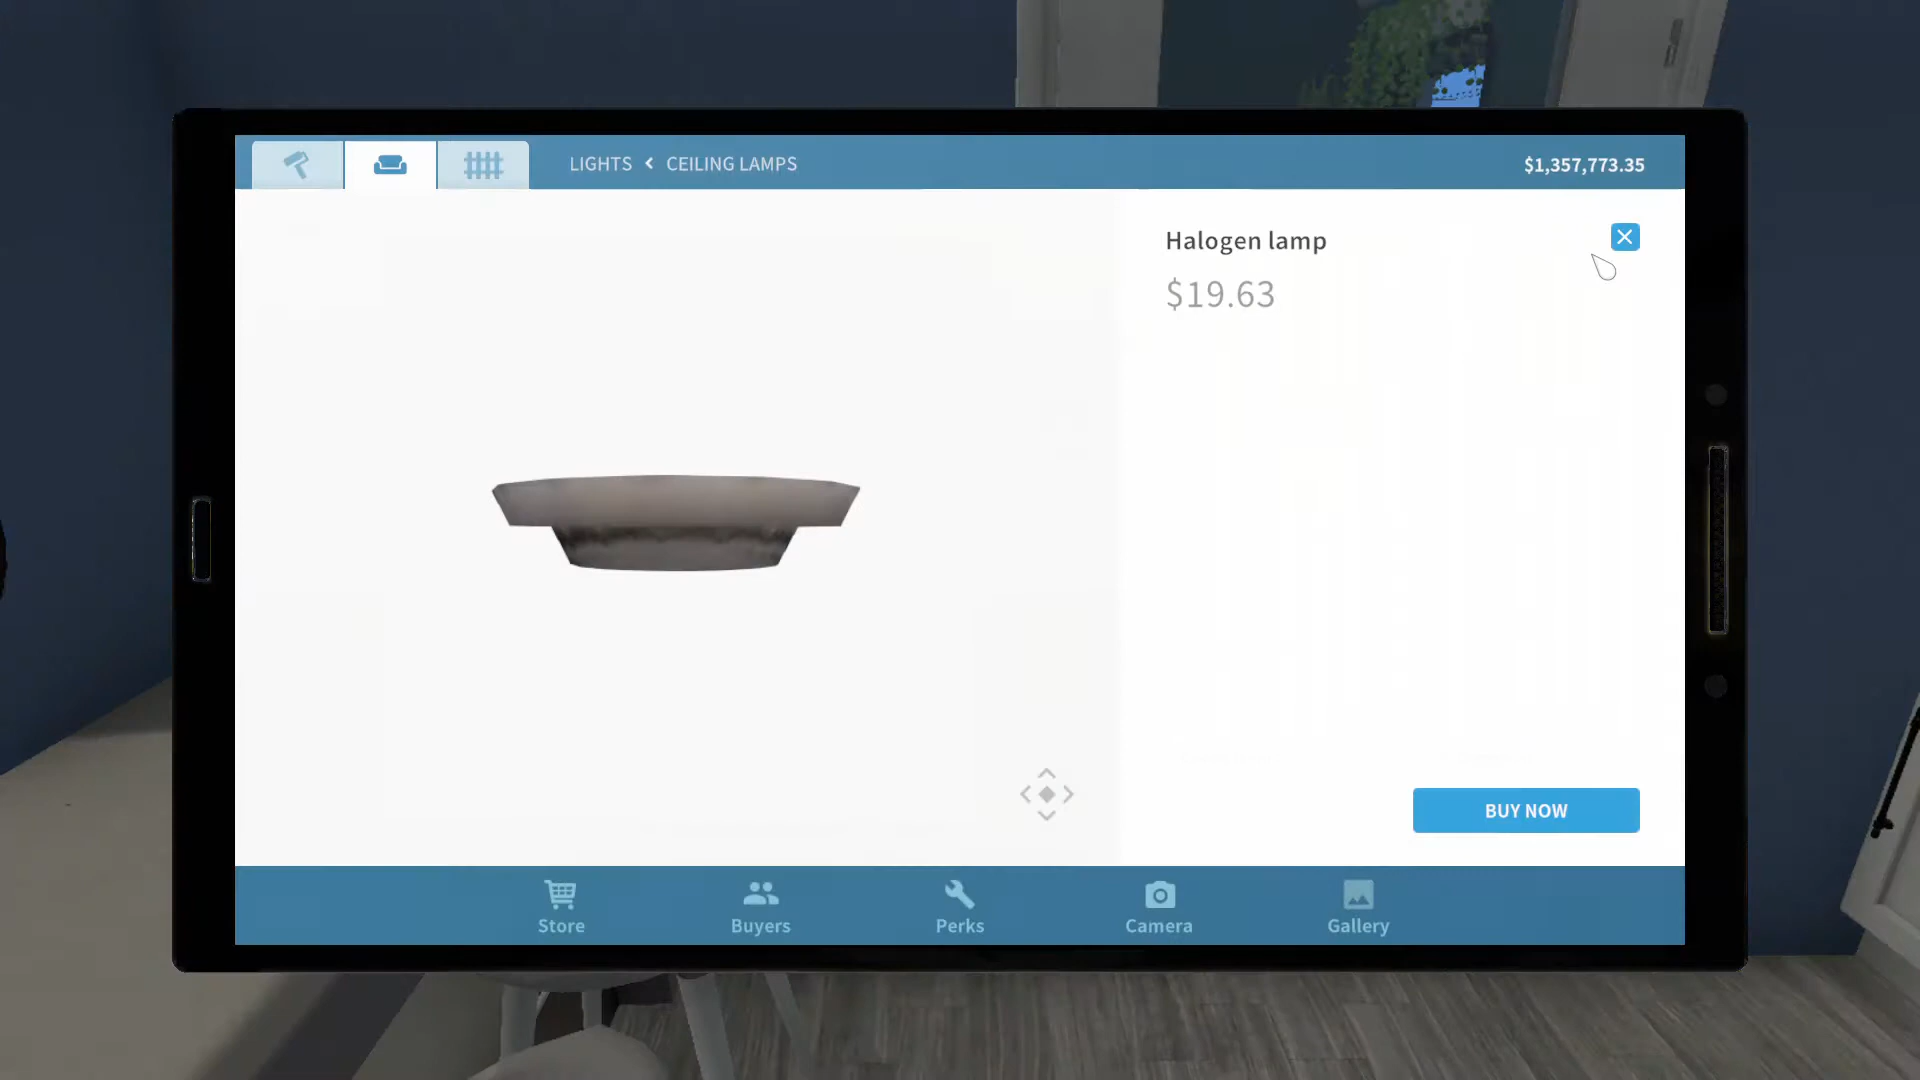 LIGHTS < CEILING LAMPS
$1,357,773.35
Halogen lamp
$19.63
BUY NOW
Store
Buyers
Perks
Camera
Gallery